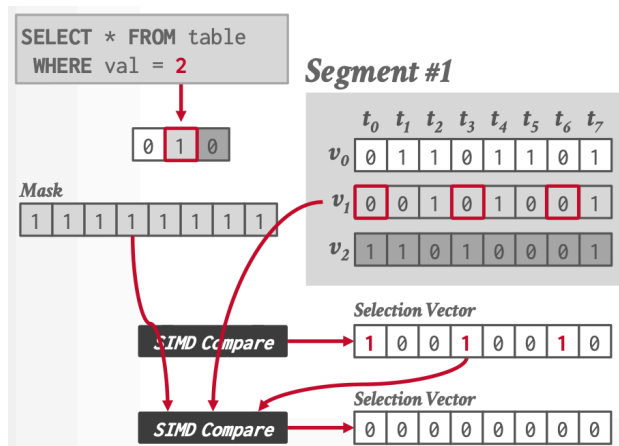 SELECT * FROM table
WHERE val = 2
Segment #1
t0 t1 t2 t3 t4 t5 t6 t7
0 1 0
v0 0 1 1 0 1 1 0 1
Mask
1 1 1 1 1 1 1 1
v1 0 0 1 0 1 0 0 1
v2 1 1 0 1 0 0 0 1
Selection Vector
SIMD Compare
1 0 0 1 0 0 1 0
Selection Vector
SIMD Compare
0 0 0 0 0 0 0 0